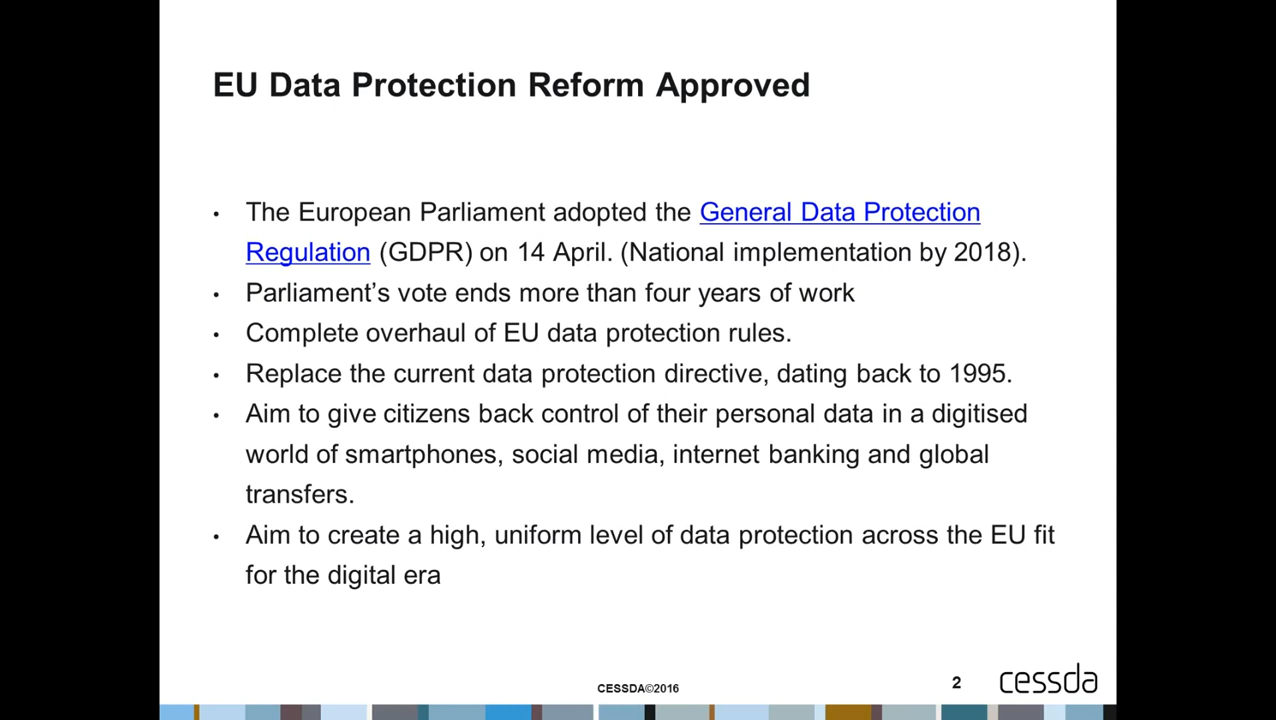 EU Data Protection Reform Approved
• The European Parliament adopted the General Data Protection
Regulation (GDPR) on 14 April. (National implementation by 2018).
• Parliament’s vote ends more than four years of work
• Complete overhaul of EU data protection rules.
• Replace the current data protection directive, dating back to 1995.
• Aim to give citizens back control of their personal data in a digitised
world of smartphones, social media, internet banking and global
transfers.
• Aim to create a high, uniform level of data protection across the EU fit
for the digital era
CESSDA©2016
2
cessda